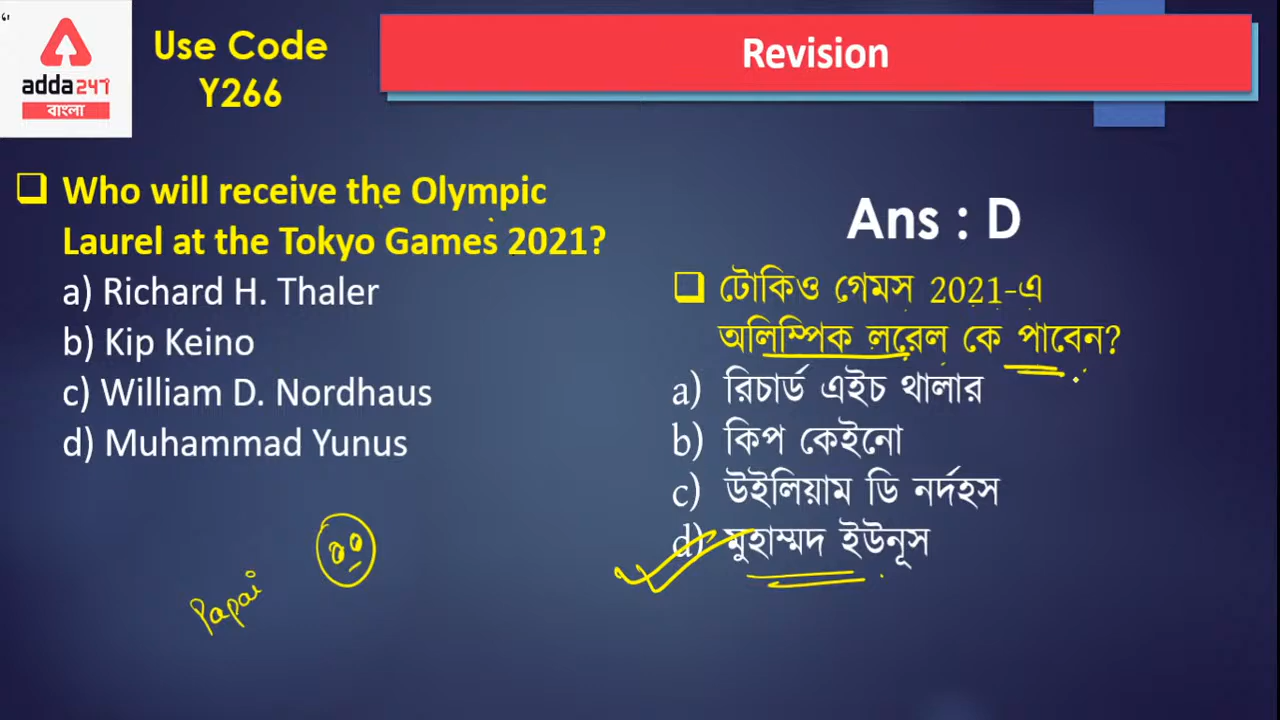 adda247
বাংলা
Use Code
Y266
Revision
Who will receive the Olympic
Laurel at the Tokyo Games 2021?
a) Richard H. Thaler
b) Kip Keino
c) William D. Nordhaus
d) Muhammad Yunus
Papai
Ans : D
টোকিও গেমস 2021-এ
অলিম্পিক লরেল কে পাবেন?
a) রিচার্ড এইচ থালার
b) কিপ কেইনো
c) উইলিয়াম ডি নর্দহস
d) মুহাম্মদ ইউনূস